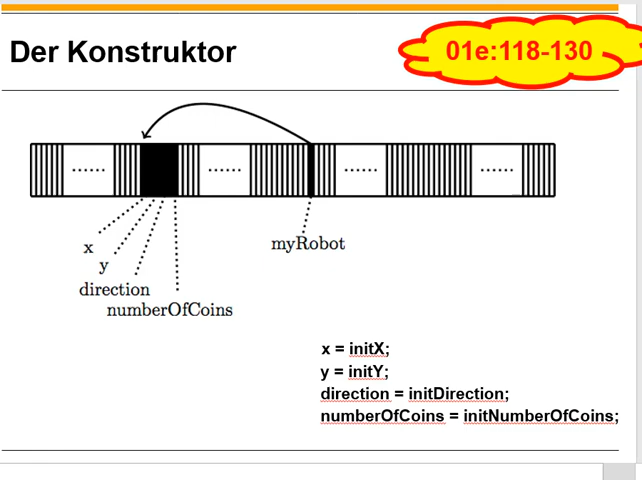 Der Konstruktor
01e:118-130
...... ...... ...... ......
x
y
direction
numberOfCoins
myRobot
x = initX;
y = initY;
direction = initDirection;
numberOfCoins = initNumberOfCoins;